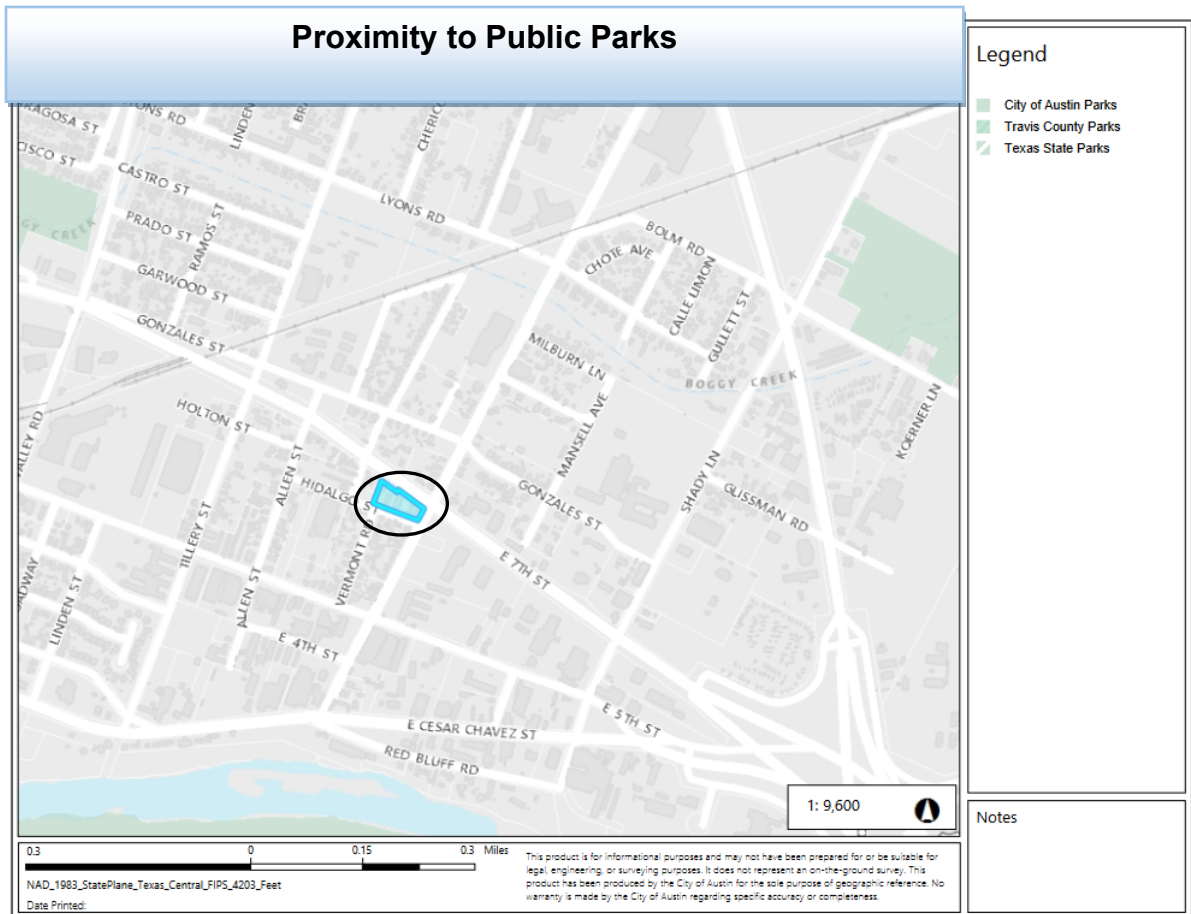 Proximity to Public Parks
Legend
City of Austin Parks
Travis County Parks
Texas State Parks
LYONS RD
LINDEN
CISCO ST
CASTRO ST
LYONS RD
PRADO ST
RAMOS ST
GY CREEK
BOLM RD
CHOTE AVE
GARWOOD ST
CALLE LIMON
GONZALES ST
GULLETT ST
MILBURN LN
BOGGY CREEK
HOLTON ST
KOERNER LN
VALLEY RD
MANSELL AVE
ALLEN ST
HIDALGO ST
SHADY LN
GLISSMAN RD
GONZALES ST
TILLERY ST
VERMONT RD
E 7TH ST
ADWAY
LINDEN ST
ALLEN ST
E 4TH ST
E 5TH ST
E CESAR CHAVEZ ST
RED BLUFF RD
1: 9,600
Notes
0.3 0 0.15 0.3 Miles
NAD_1983_StatePlane_Texas_Central_FIPS_4203_Feet
Date Printed:
This product is for informational purposes and may not have been prepared for or be suitable for
legal, engineering, or surveying purposes. It does not represent an on-the-ground survey. This
product has been produced by the City of Austin for the sole purpose of geographic reference. No
warranty is made by the City of Austin regarding specific accuracy or completeness.